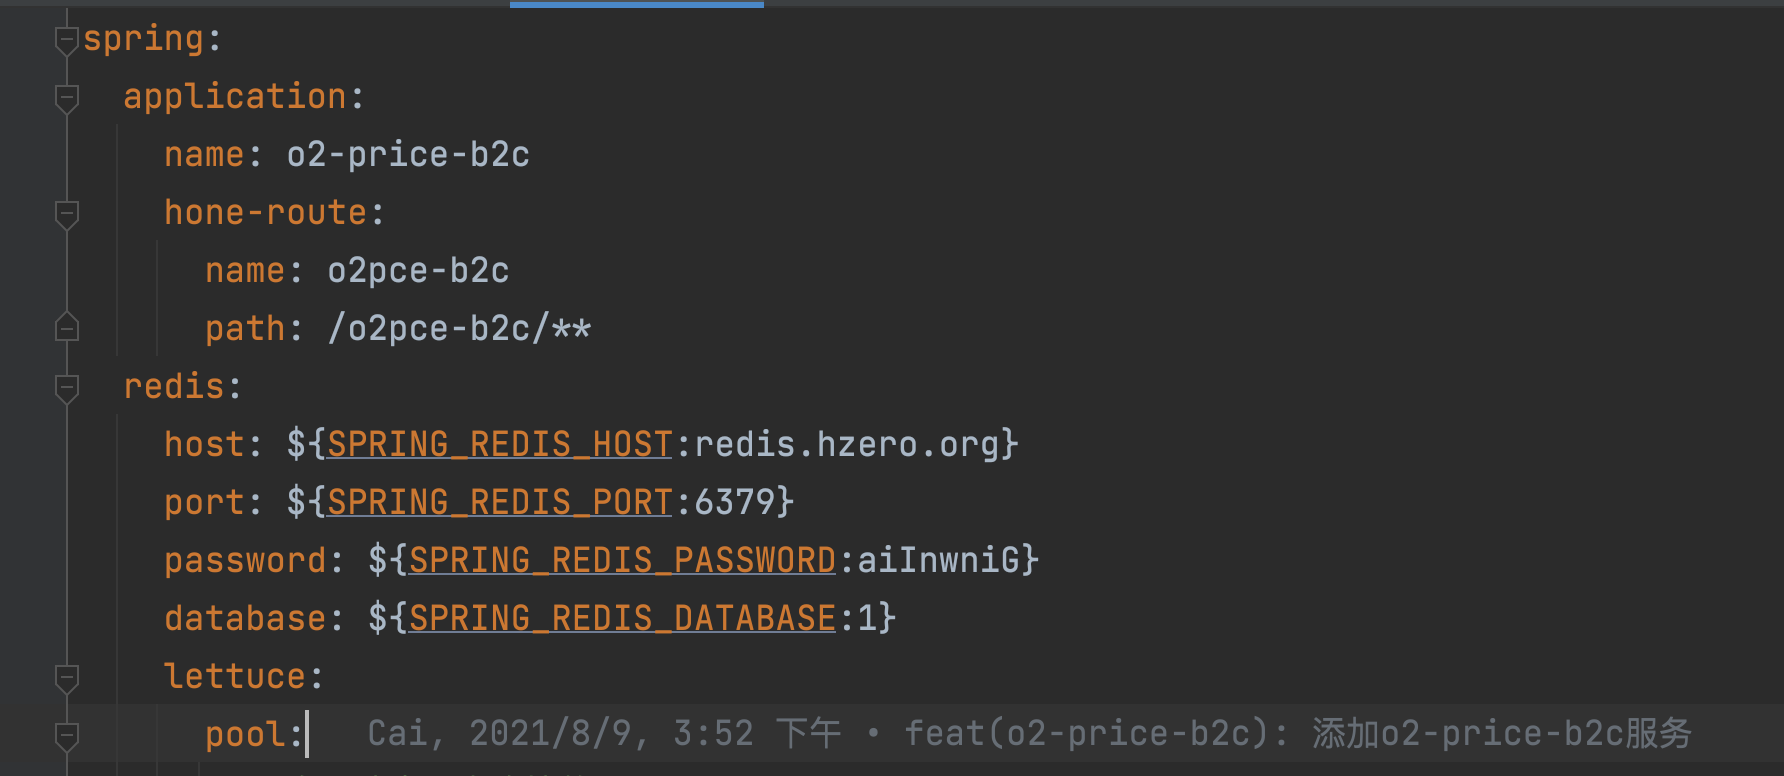 spring:
application:
name: o2-price-b2c
hone-route:
name: o2pce-b2c
path: /o2pce-b2c/**
redis:
host: ${SPRING_REDIS_HOST:redis.hzero.org}
port: ${SPRING_REDIS_PORT:6379}
password: ${SPRING_REDIS_PASSWORD:aiInwniG}
database: ${SPRING_REDIS_DATABASE:1}
lettuce:
pool: Cai, 2021/8/9, 3:52 下午 • feat(o2-price-b2c): 添加o2-price-b2c服务